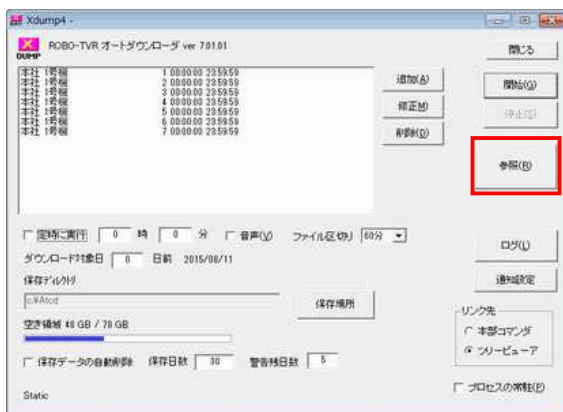 Xdump4 -
ROBO-TVR オートダウンローダ ver 7.01.01
DUMP
閉じる
本社 1号機 1 00:00:00 23:59:59
本社 1号機 2 00:00:00 23:59:59
本社 1号機 3 00:00:00 23:59:59
本社 1号機 4 00:00:00 23:59:59
本社 1号機 5 00:00:00 23:59:59
本社 1号機 6 00:00:00 23:59:59
本社 1号機 7 00:00:00 23:59:59
追加(A)
修正(M)
削除(D)
開始(G)
停止(S)
参照(R)
定時に実行 0 時 0 分 音声(V) ファイル区切り 60分
ダウンロード対象日 0 日前 2015/08/11
ログ(L)
保存ディレクトリ
c:¥Atcd
保存場所
通知設定
空き領域 48 GB / 78 GB
リンク先
本部コマンダ
ツリービューア
保存データの自動削除 保存日数 30 警告残日数 5
プロセスの常駐(P)
Static